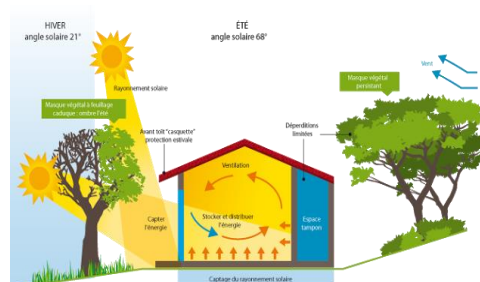 HIVER
angle solaire 21°
ÉTÉ
angle solaire 68°
Rayonnement solaire
Masque végétal à feuillage
caduque : ombre l'été
Avant toit "casquette"
protection estivale
Déperditions
limitées
Masque végétal
persistant
Vent
Ventilation
Capter
l'énergie
Stocker et distribuer
l'énergie
Espace
tampon
Captage du rayonnement solaire